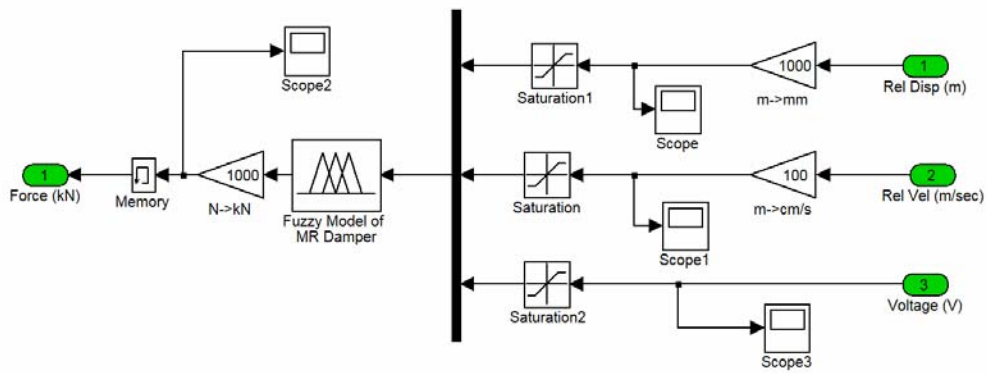 Scope2
1
Force (kN)
Memory
1000
N->kN
Fuzzy Model of
MR Damper
Saturation1
Scope
1000
m->mm
1
Rel Disp (m)
Saturation
Scope1
100
m->cm/s
2
Rel Vel (m/sec)
Saturation2
Scope3
3
Voltage (V)